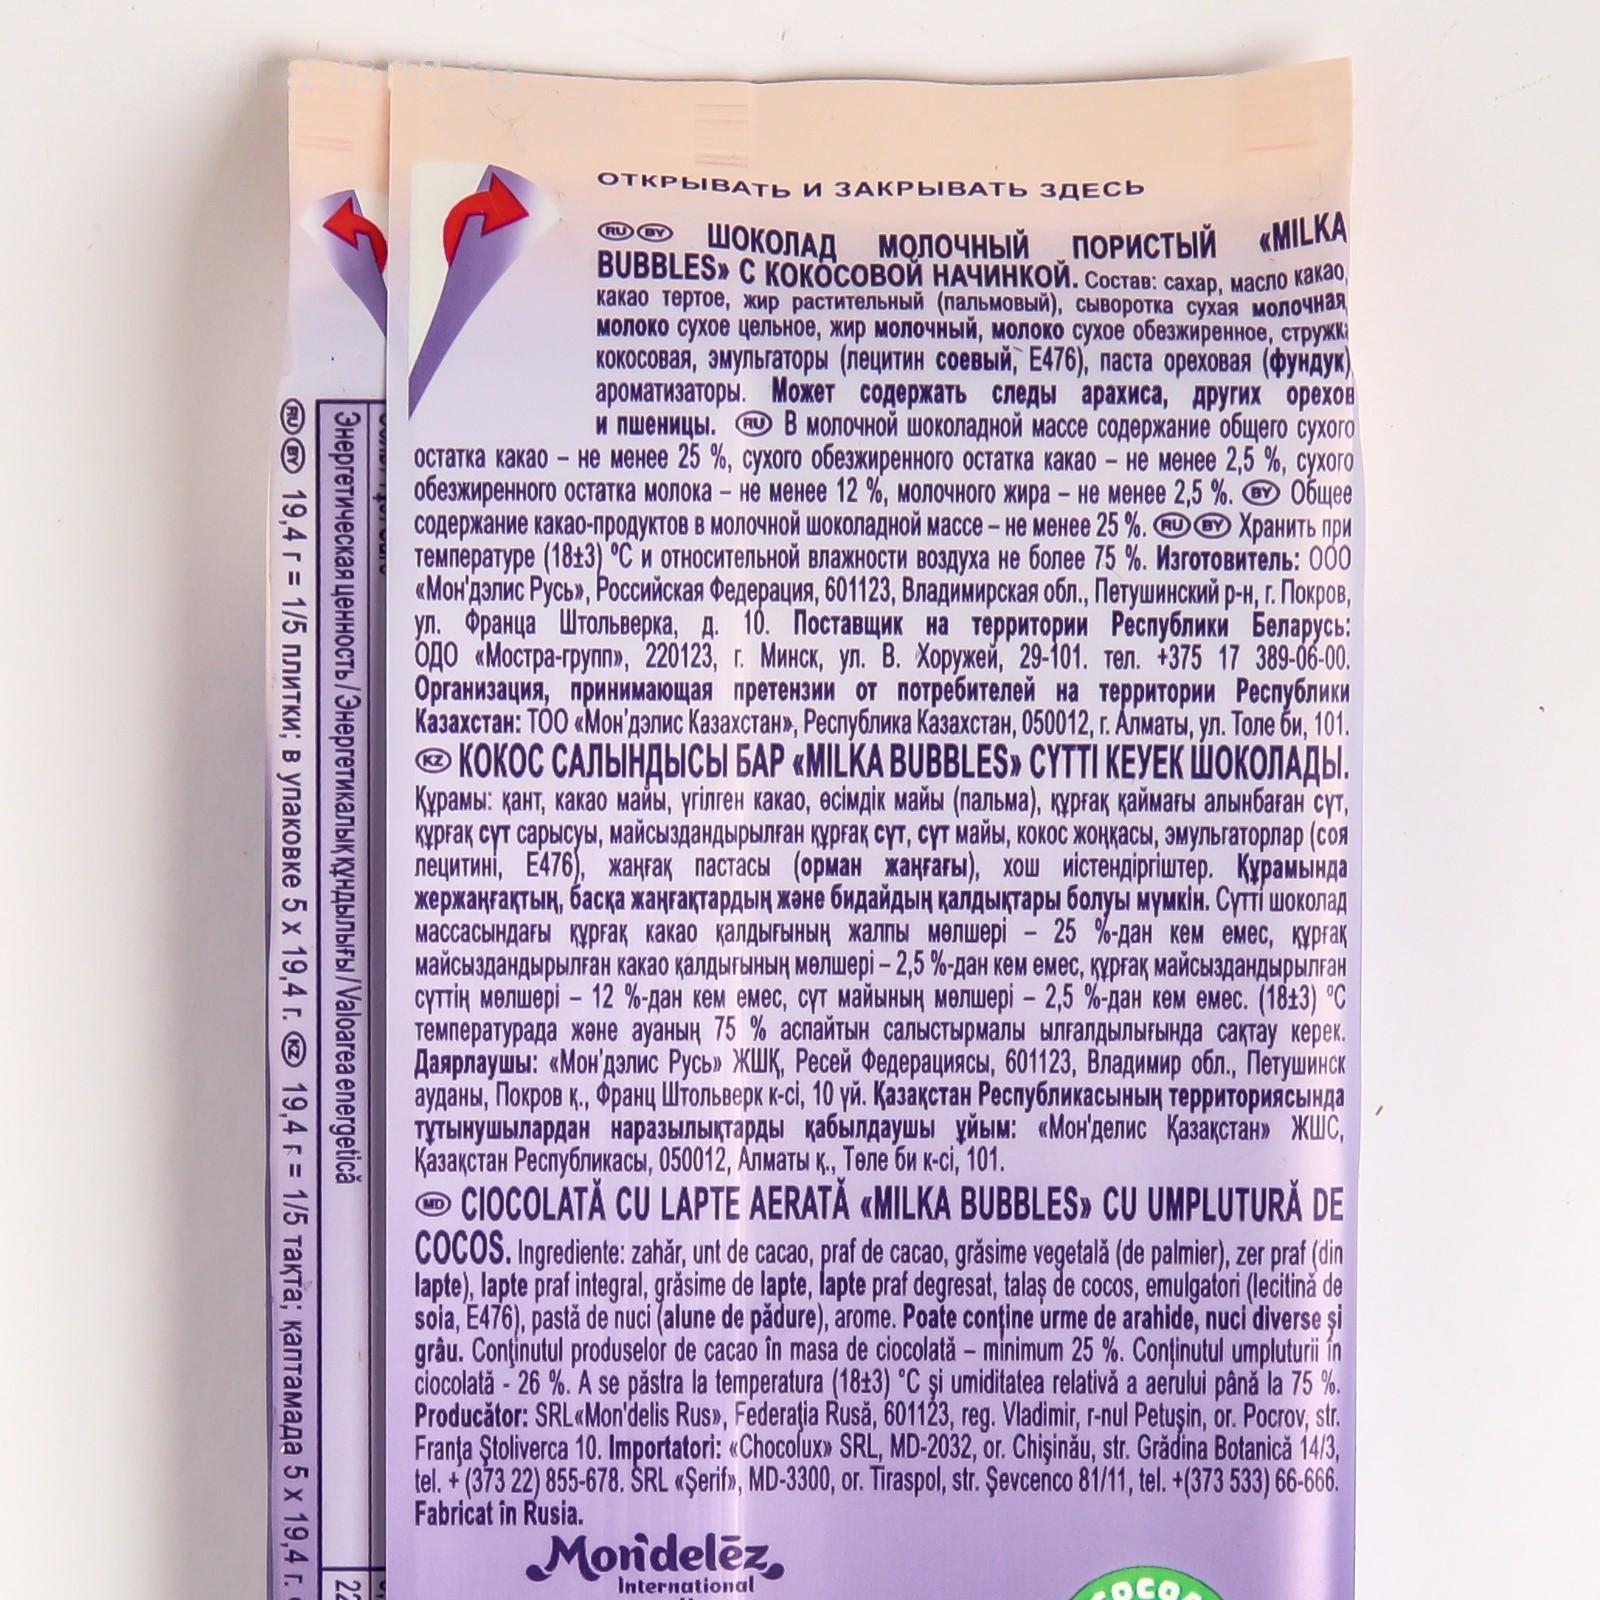 ОТКРЫВАТЬ И ЗАКРЫВАТЬ ЗДЕСЬ
RU BY ШОКОЛАД МОЛОЧНЫЙ ПОРИСТЫЙ «MILKA
BUBBLES» С КОКОСОВОЙ НАЧИНКОЙ. Состав: сахар, масло какао,
какао тертое, жир растительный (пальмовый), сыворотка сухая молочная,
молоко сухое цельное, жир молочный, молоко сухое обезжиренное, стружка
кокосовая, эмульгаторы (лецитин соевый, Е476), паста ореховая (фундук)
ароматизаторы. Может содержать следы арахиса, других орехов
и пшеницы. RU В молочной шоколадной массе содержание общего сухого
остатка какао – не менее 25 %, сухого обезжиренного остатка какао – не менее 2,5 %, сухого
обезжиренного остатка молока – не менее 12 %, молочного жира – не менее 2,5 %. BY Общее
содержание какао-продуктов в молочной шоколадной массе – не менее 25 %. RU BY Хранить при
температуре (18±3) °С и относительной влажности воздуха не более 75 %. Изготовитель: ООО
«Мон'дэлис Русь», Российская Федерация, 601123, Владимирская обл., Петушинский р-н, г. Покров,
ул. Франца Штольверка, д. 10. Поставщик на территории Республики Беларусь:
ОДО «Мостра-групп», 220123, г. Минск, ул. В. Хоружей, 29-101. тел. +375 17 389-06-00.
Организация, принимающая претензии от потребителей на территории Республики
Казахстан: ТОО «Мон'дэлис Казахстан», Республика Казахстан, 050012, г. Алматы, ул. Толе би, 101.
KZ КОКОС САЛЫНДЫСЫ БАР «MILKA BUBBLES» СҮТТІ КЕУЕК ШОКОЛАДЫ.
Құрамы: қант, какао майы, үгілген какао, өсімдік майы (пальма), құрғақ қаймағы алынбаған сүт,
құрғақ сүт сарысуы, майсыздандырылған құрғақ сүт, сүт майы, кокос жоңқасы, эмульгаторлар (соя
лецитині, Е476), жаңғақ пастасы (орман жаңғағы), хош иістендіргіштер. Құрамында
жержаңғақтың, басқа жаңғақтардың және бидайдың қалдықтары болуы мүмкін. Сүтті шоколад
массасындағы құрғақ какао қалдығының жалпы мөлшері – 25 %-дан кем емес, құрғақ
майсыздандырылған какао қалдығының мөлшері – 2,5 %-дан кем емес, құрғақ майсыздандырылған
сүттің мөлшері – 12 %-дан кем емес, сүт майының мөлшері – 2,5 %-дан кем емес. (18±3) °С
температурада және ауаның 75 % аспайтын салыстырмалы ылғалдылығында сақтау керек.
Даярлаушы: «Мон'дэлис Русь» ЖШҚ, Ресей Федерациясы, 601123, Владимир обл., Петушинск
ауданы, Покров қ., Франц Штольверк к-сі, 10 үй. Қазақстан Республикасының территориясында
тұтынушылардан наразылықтарды қабылдаушы ұйым: «Мон'делис Қазақстан» ЖШС,
Қазақстан Республикасы, 050012, Алматы қ., Төле би к-сі, 101.
MD CIOCOLATĂ CU LAPTE AERATĂ «MILKA BUBBLES» CU UMPLUTURĂ DE
COCOS. Ingrediente: zahăr, unt de cacao, praf de cacao, grăsime vegetală (de palmier), zer praf (din
lapte), lapte praf integral, grăsime de lapte, lapte praf degresat, talaș de cocos, emulgatori (lecitină de
soia, E476), pastă de nuci (alune de pădure), arome. Poate conține urme de arahide, nuci diverse și
grâu. Conţinutul produselor de cacao în masa de ciocolată – minimum 25 %. Conţinutul umpluturii în
ciocolată - 26 %. A se păstra la temperatura (18±3) °C și umiditatea relativă a aerului până la 75 %.
Producător: SRL«Mon'delis Rus», Federaţia Rusă, 601123, reg. Vladimir, r-nul Petuşin, or. Pocrov, str.
Franţa Ştoliverca 10. Importatori: «Chocolux» SRL, MD-2032, or. Chişinău, str. Grădina Botanică 14/3,
tel. + (373 22) 855-678. SRL «Şerif», MD-3300, or. Tiraspol, str. Şevcenco 81/11, tel. +(373 533) 66-666.
Fabricat în Rusia.
Mondelēz
International
COCOA
RU BY 19,4 г = 1/5 плитки; в упаковке 5 x 19,4 г. KZ 19,4 г = 1/5 тақта; қаптамада 5 x 19,4 г.
Энергетическая ценность / Энергетикалық құндылығы / Valoarea energetică